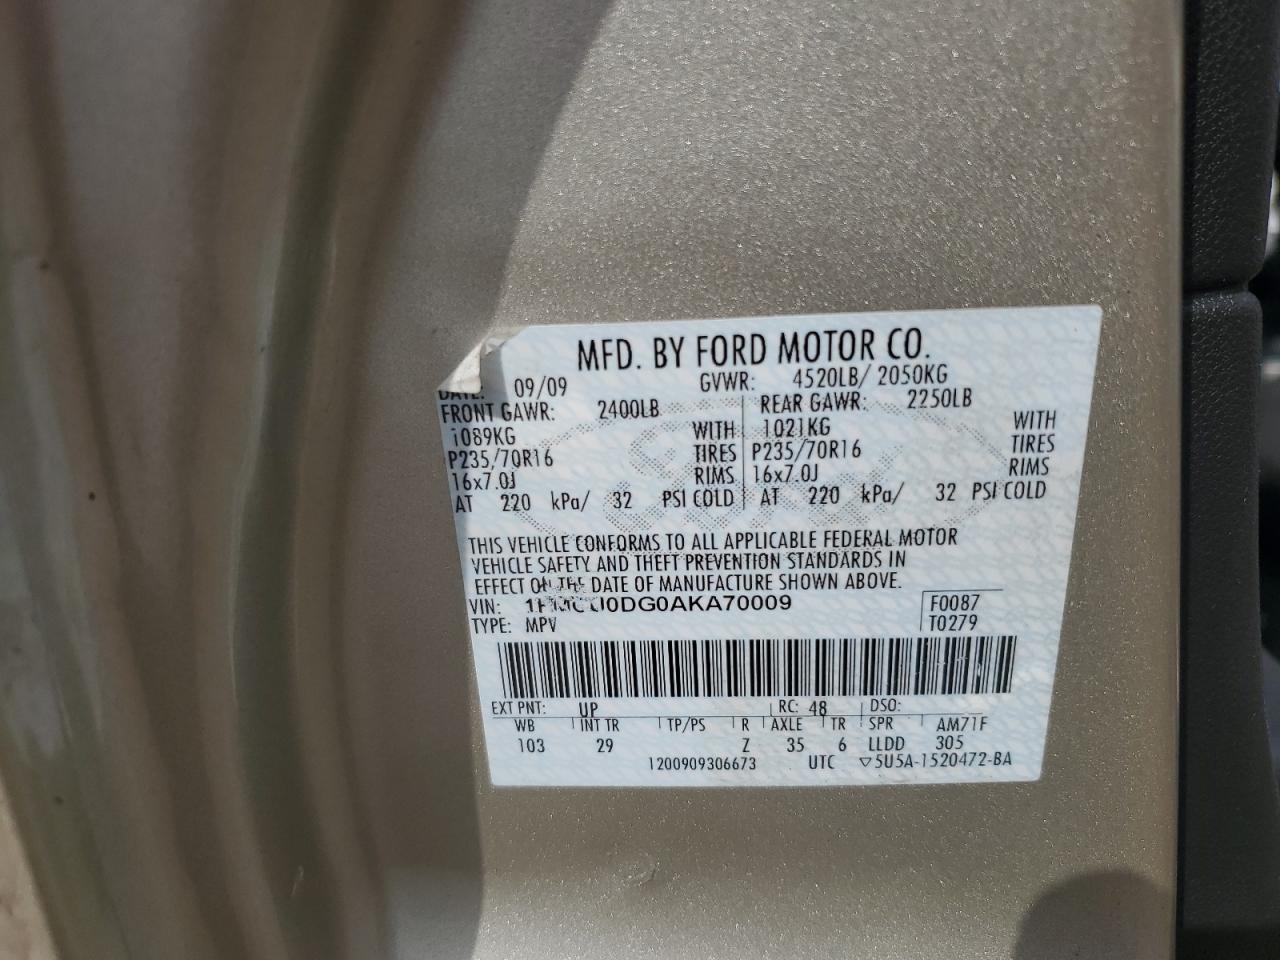 MFD. BY FORD MOTOR CO.
DATE: 09/09 GVWR: 4520LB/ 2050KG
FRONT GAWR: 2400LB REAR GAWR: 2250LB
1089KG WITH 1021KG WITH
P235/70R16 TIRES P235/70R16 TIRES
16x7.0J RIMS 16x7.0J RIMS
AT 220 kPa/ 32 PSI COLD AT 220 kPa/ 32 PSI COLD
THIS VEHICLE CONFORMS TO ALL APPLICABLE FEDERAL MOTOR
VEHICLE SAFETY AND THEFT PREVENTION STANDARDS IN
EFFECT ON THE DATE OF MANUFACTURE SHOWN ABOVE.
VIN: F0087
TYPE: MPV T0279
EXT PNT: UP RC: 48 DSO:
WB INT TR TP/PS R AXLE TR SPR AM71F
103 29 Z 35 6 LLDD 305
1200909306673 UTC ▽5U5A-1520472-BA